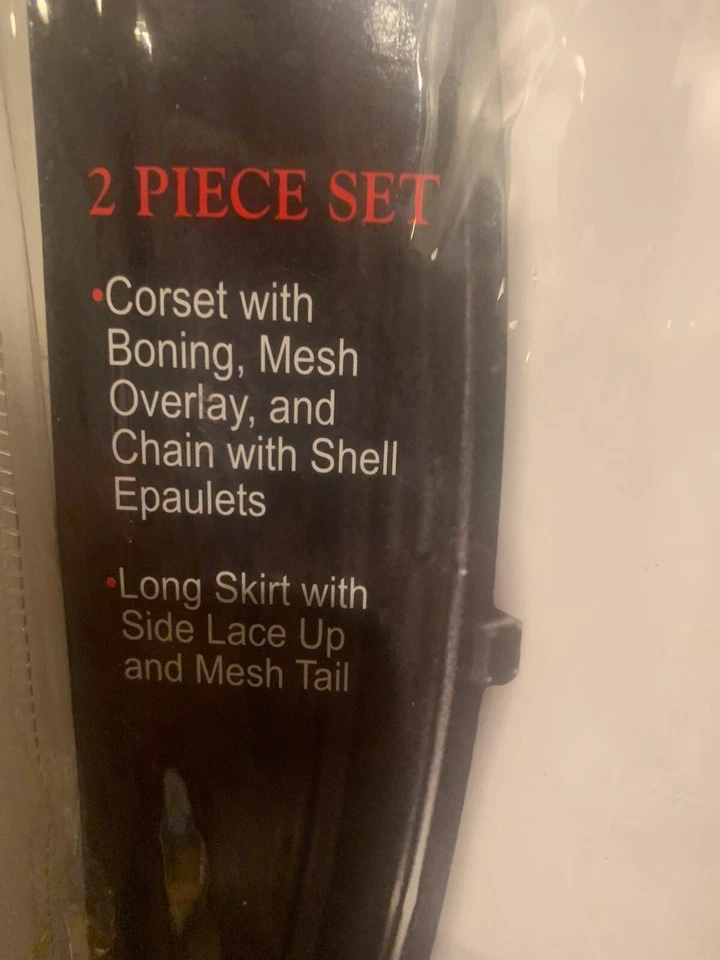 2 PIECE SET
•Corset with
Boning, Mesh
Overlay, and
Chain with Shell
Epaulets
•Long Skirt with
Side Lace Up
and Mesh Tail